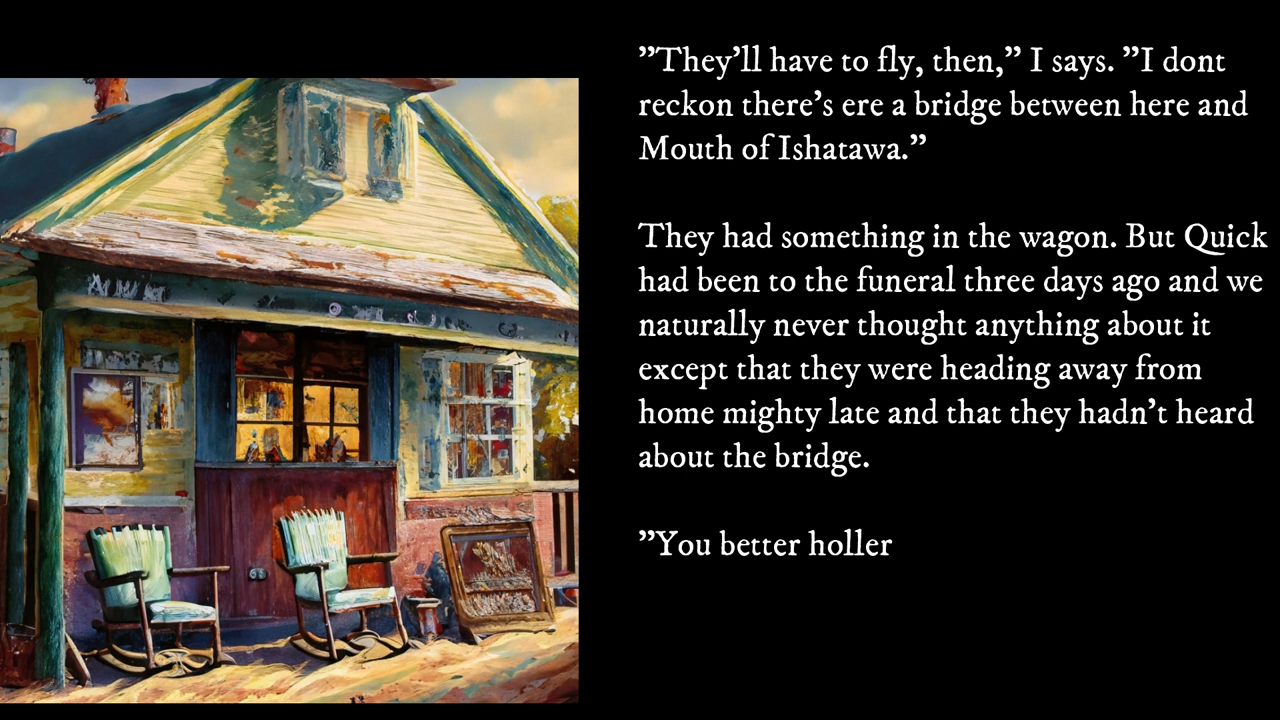 ”They’ll have to fly, then,” I says. ”I dont
reckon there’s ere a bridge between here and
Mouth of Ishatawa.”
They had something in the wagon. But Quick
had been to the funeral three days ago and we
naturally never thought anything about it
except that they were heading away from
home mighty late and that they hadn’t heard
about the bridge.
”You better holler